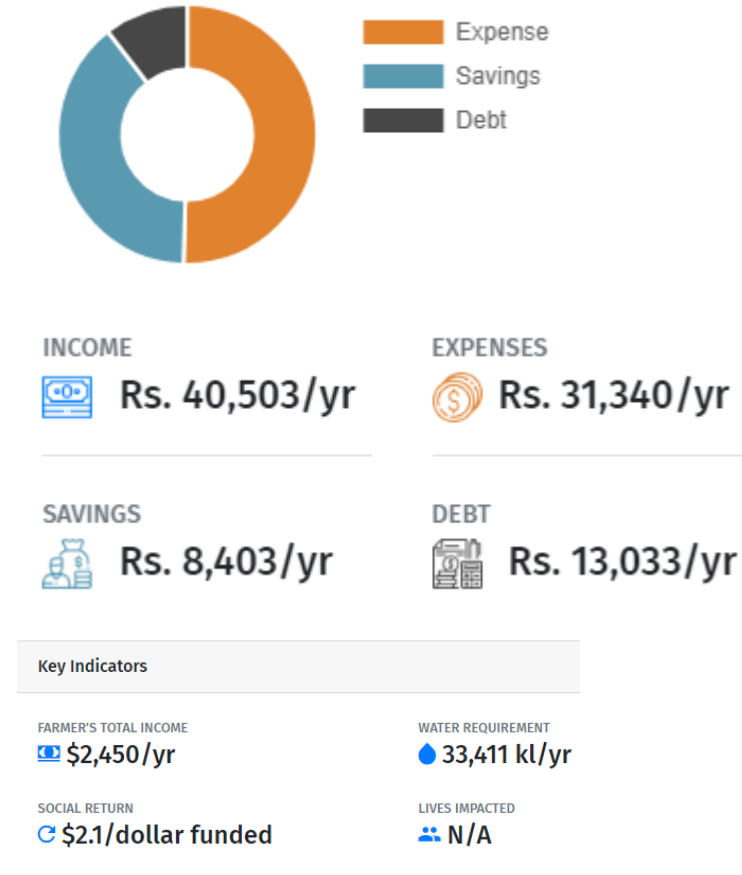 Expense
Savings
Debt
INCOME
Rs. 40,503/yr
EXPENSES
Rs. 31,340/yr
SAVINGS
Rs. 8,403/yr
DEBT
Rs. 13,033/yr
Key Indicators
FARMER'S TOTAL INCOME
$2,450/yr
WATER REQUIREMENT
33,411 kl/yr
SOCIAL RETURN
$2.1/dollar funded
LIVES IMPACTED
N/A